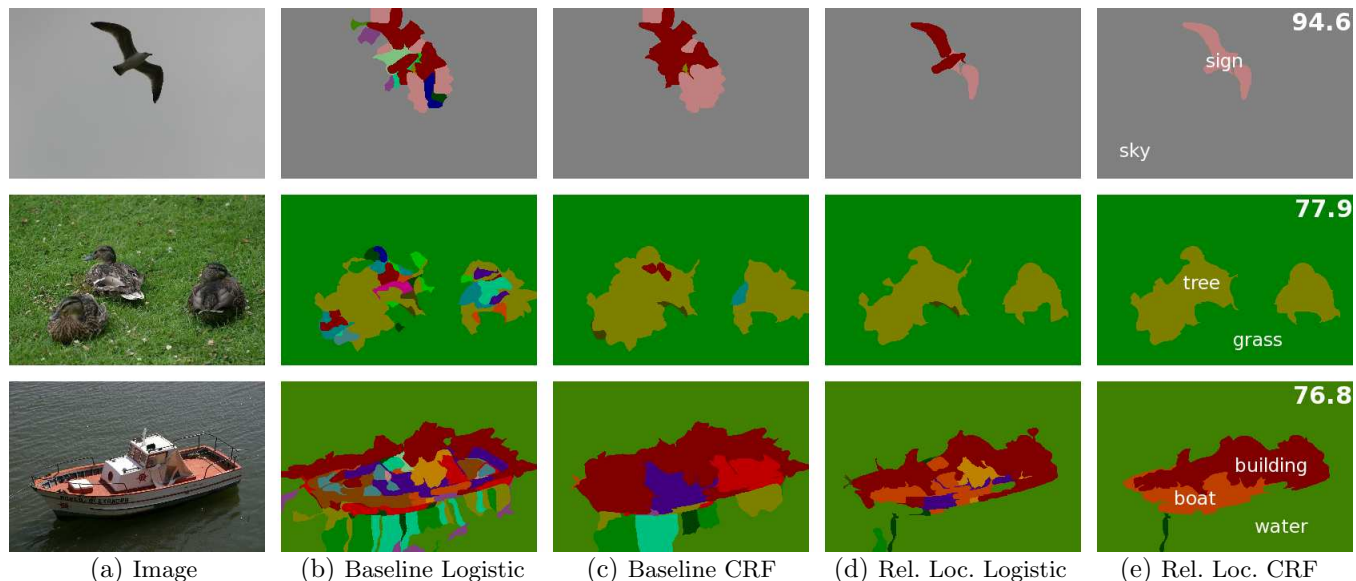 94.6
sign
sky
77.9
tree
grass
76.8
building
boat
water
(a) Image
(b) Baseline Logistic
(c) Baseline CRF
(d) Rel. Loc. Logistic
(e) Rel. Loc. CRF